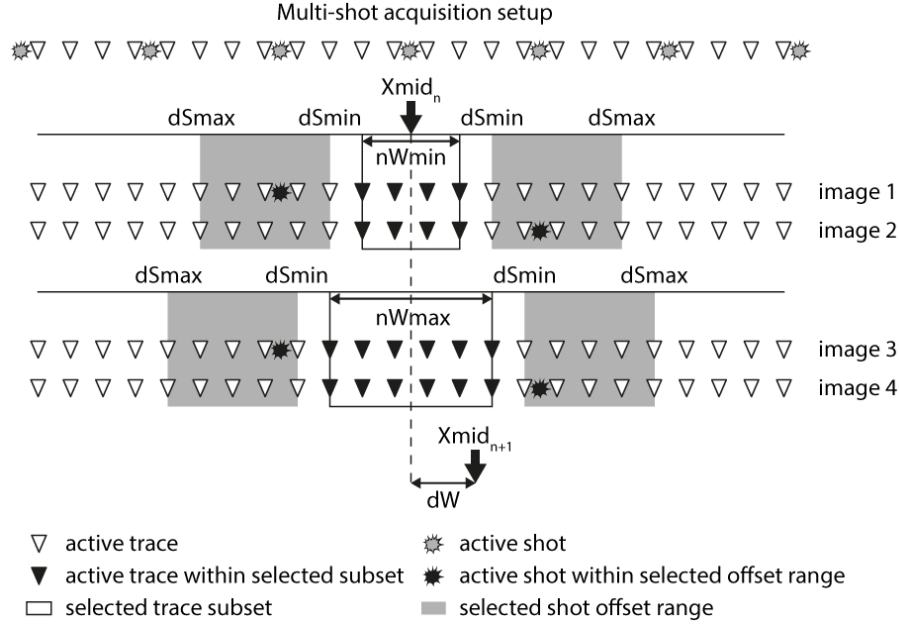 Multi-shot acquisition setup
Xmidn
dSmax dSmin dSmin dSmax
nWmin
image 1
image 2
dSmax dSmin dSmin dSmax
nWmax
image 3
image 4
Xmidn+1
dW
active trace active shot
active trace within selected subset active shot within selected offset range
selected trace subset selected shot offset range